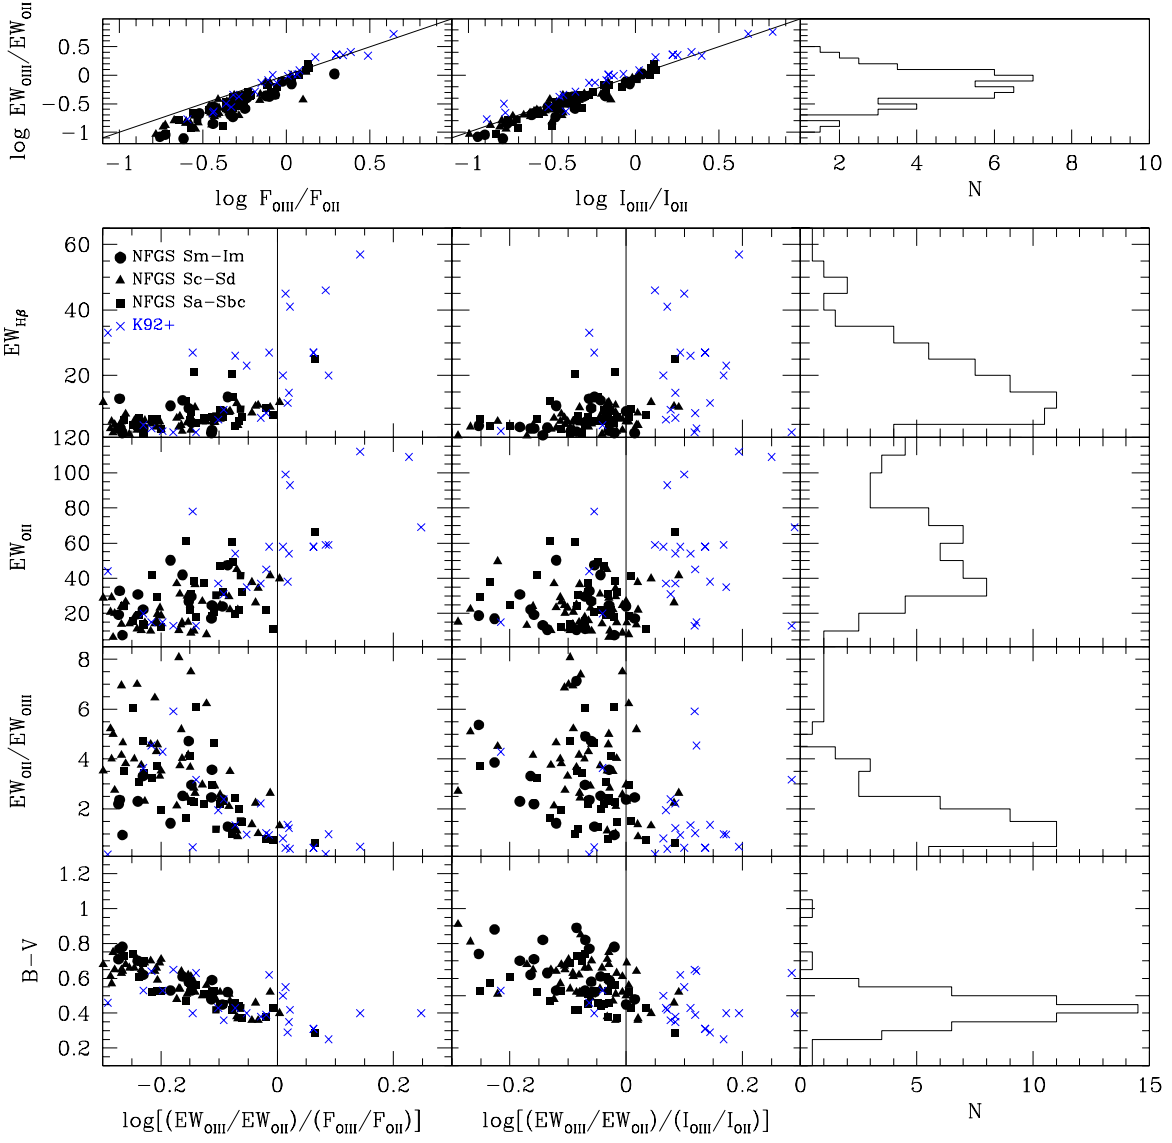 log EW_OIII/EW_OII
0.5
0
−0.5
−1
−1 −0.5 0 0.5
−1 −0.5 0 0.5
2 4 6 8 10
log F_OIII/F_OII
log I_OIII/I_OII
N
EW_Hβ
60
40
20
NFGS Sm−Im
NFGS Sc−Sd
NFGS Sa−Sbc
K92+
EW_OII
120
100
80
60
40
20
EW_OII/EW_OIII
8
6
4
2
B−V
1.2
1
0.8
0.6
0.4
0.2
−0.2 0 0.2
−0.2 0 0.2
0 5 10 15
log[(EW_OIII/EW_OII)/(F_OIII/F_OII)]
log[(EW_OIII/EW_OII)/(I_OIII/I_OII)]
N